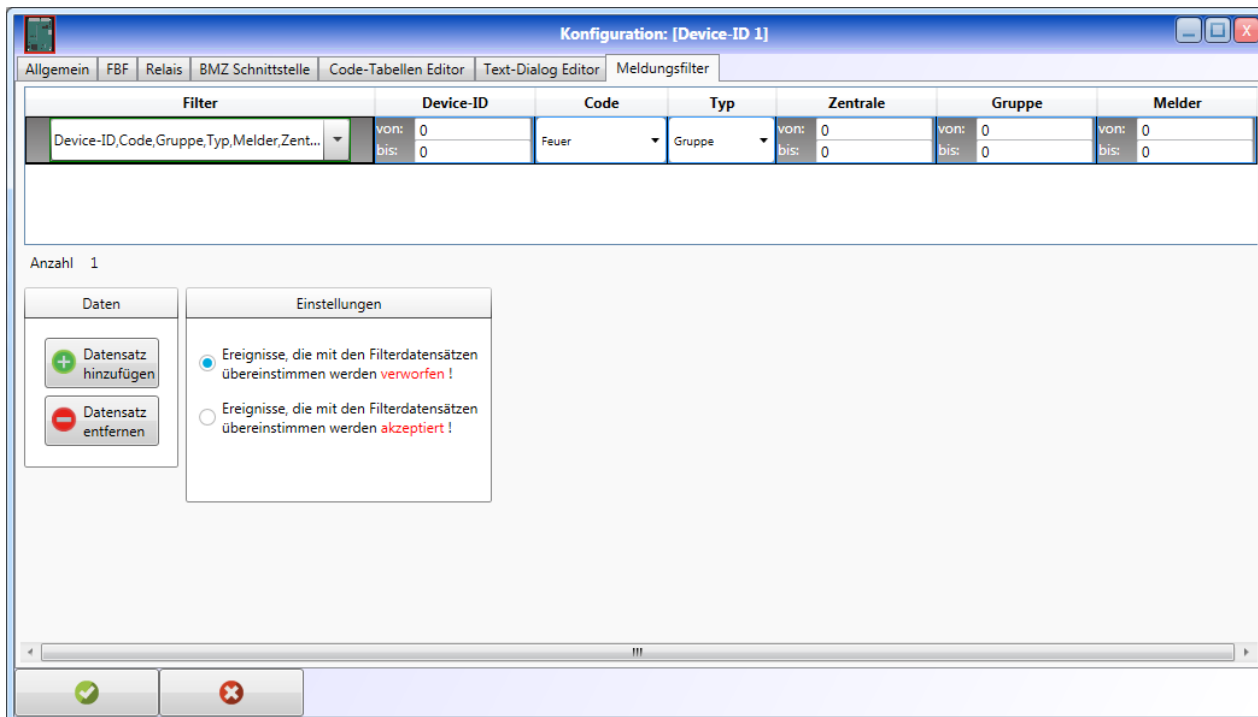 Konfiguration: [Device-ID 1]
Allgemein FBF Relais BMZ Schnittstelle Code-Tabellen Editor Text-Dialog Editor Meldungsfilter
Filter Device-ID Code Typ Zentrale Gruppe Melder
Device-ID,Code,Gruppe,Typ,Melder,Zent... von: 0 Feuer Gruppe von: 0 von: 0 von: 0
bis: 0 bis: 0 bis: 0 bis: 0
Anzahl 1
Daten
Datensatz
hinzufügen
Datensatz
entfernen
Einstellungen
Ereignisse, die mit den Filterdatensätzen
übereinstimmen werden verworfen !
Ereignisse, die mit den Filterdatensätzen
übereinstimmen werden akzeptiert !